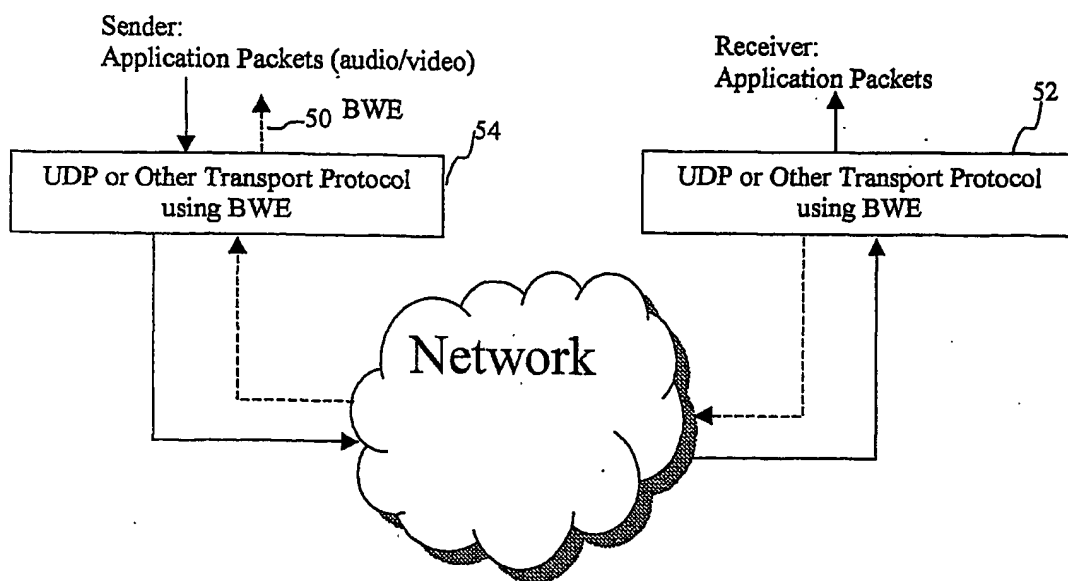 Sender:
Application Packets (audio/video)
50 BWE
54
UDP or Other Transport Protocol
using BWE
Receiver:
Application Packets
52
UDP or Other Transport Protocol
using BWE
Network